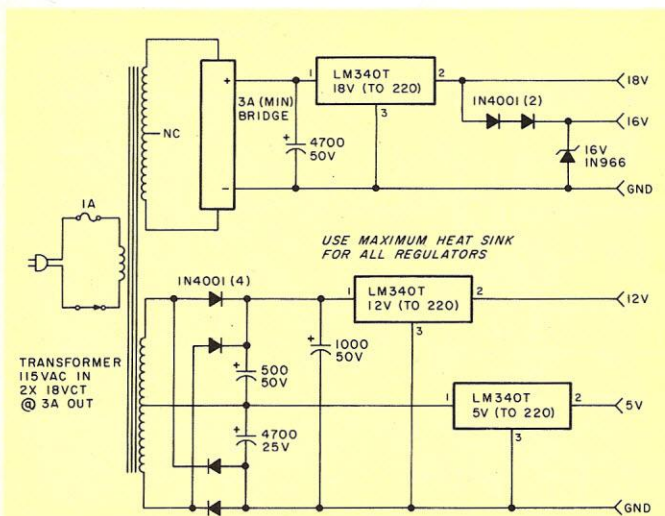 LM340T
18V (TO 220)
1
2
3
18V
3A (MIN)
BRIDGE
+
−
NC
+
4700
50V
1N4001 (2)
16V
16V
1N966
GND
1A
USE MAXIMUM HEAT SINK
FOR ALL REGULATORS
1N4001 (4)
LM340T
12V (TO 220)
1
2
3
12V
TRANSFORMER
115VAC IN
2X 18VCT
@ 3A OUT
+
500
50V
+
1000
50V
+
4700
25V
LM340T
5V (TO 220)
1
2
3
5V
GND